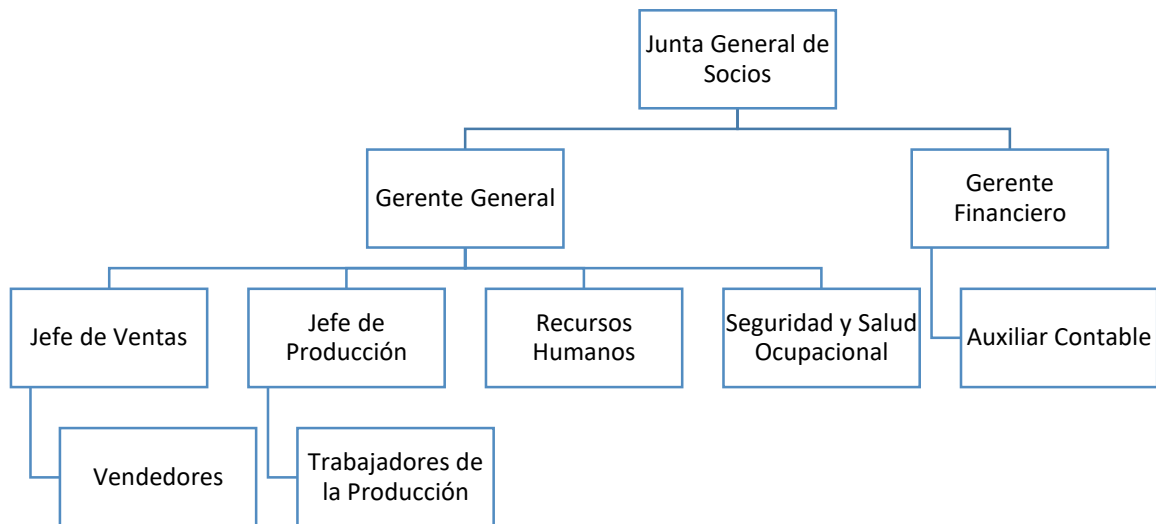 Junta General de
Socios
Gerente General
Gerente
Financiero
Jefe de Ventas
Jefe de
Producción
Recursos
Humanos
Seguridad y Salud
Ocupacional
Auxiliar Contable
Vendedores
Trabajadores de
la Producción